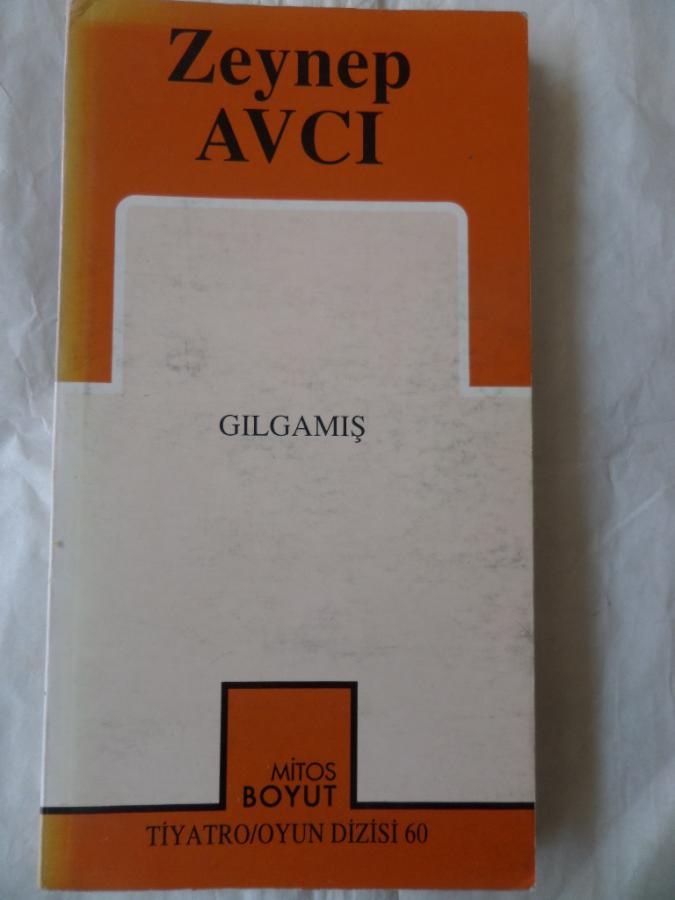 Zeynep
AVCI
GILGAMIŞ
MİTOS
BOYUT
TİYATRO/OYUN DİZİSİ 60